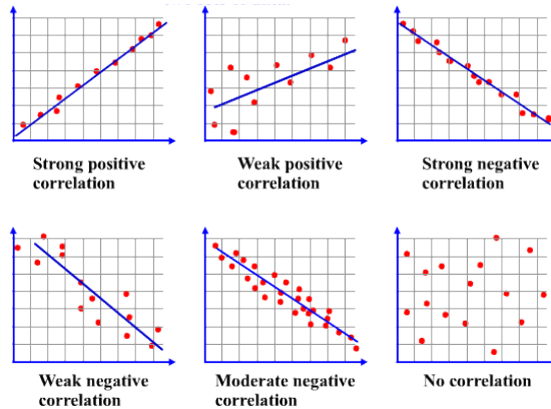 Strong positive
correlation
Weak positive
correlation
Strong negative
correlation
Weak negative
correlation
Moderate negative
correlation
No correlation